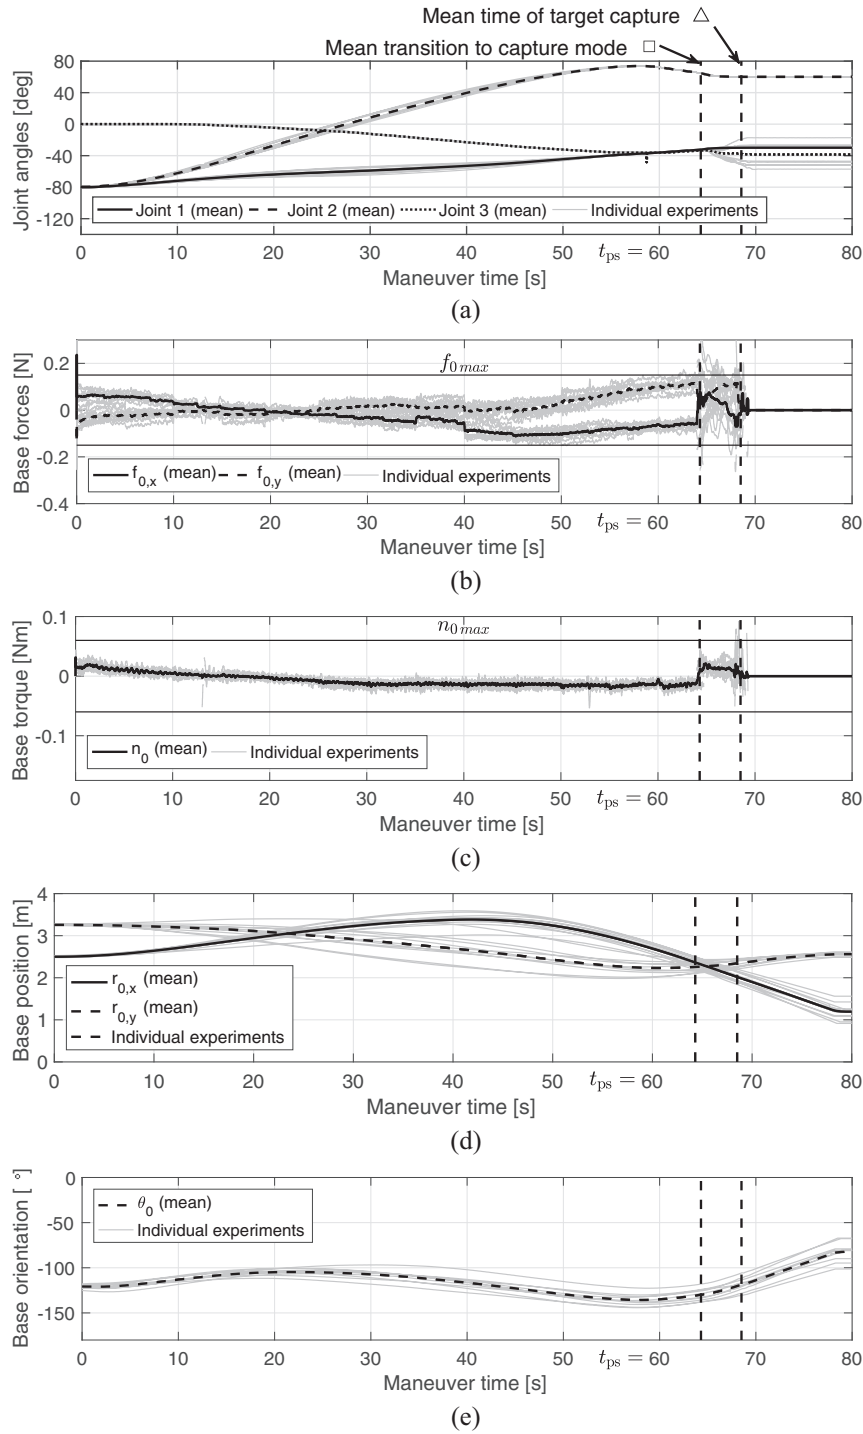 Mean time of target capture △
Mean transition to capture mode □
Joint angles [deg]
80
40
0
-40
-80
-120
Joint 1 (mean) Joint 2 (mean) Joint 3 (mean) Individual experiments
0 10 20 30 40 50 t_ps = 60 70 80
Maneuver time [s]
(a)
Base forces [N]
0.2
0
-0.2
-0.4
f_0 max
f_0,x (mean) f_0,y (mean) Individual experiments
0 10 20 30 40 50 t_ps = 60 70 80
Maneuver time [s]
(b)
Base torque [Nm]
0.1
0
-0.1
n_0 max
n_0 (mean) Individual experiments
0 10 20 30 40 50 t_ps = 60 70 80
Maneuver time [s]
(c)
Base position [m]
4
3
2
1
0
r_0,x (mean)
r_0,y (mean)
Individual experiments
0 10 20 30 40 50 t_ps = 60 70 80
Maneuver time [s]
(d)
Base orientation [ °]
0
-50
-100
-150
θ_0 (mean)
Individual experiments
0 10 20 30 40 50 t_ps = 60 70 80
Maneuver time [s]
(e)